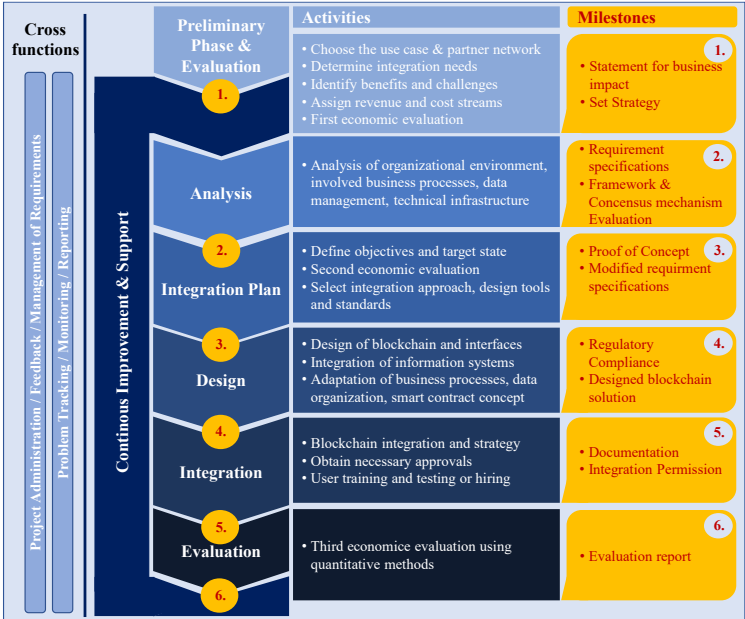 Cross
functions
Project Administration / Feedback / Management of Requirements
Problem Tracking / Monitoring / Reporting
Continous Improvement & Support
Preliminary
Phase &
Evaluation
1.
Analysis
2.
Integration Plan
3.
Design
4.
Integration
5.
Evaluation
6.
Activities
• Choose the use case & partner network
• Determine integration needs
• Identify benefits and challenges
• Assign revenue and cost streams
• First economic evaluation
• Analysis of organizational environment,
involved business processes, data
management, technical infrastructure
• Define objectives and target state
• Second economic evaluation
• Select integration approach, design tools
and standards
• Design of blockchain and interfaces
• Integration of information systems
• Adaptation of business processes, data
organization, smart contract concept
• Blockchain integration and strategy
• Obtain necessary approvals
• User training and testing or hiring
• Third economice evaluation using
quantitative methods
Milestones
1.
• Statement for business
impact
• Set Strategy
2.
• Requirement
specifications
• Framework &
Concensus mechanism
Evaluation
3.
• Proof of Concept
• Modified requirment
specifications
4.
• Regulatory
Compliance
• Designed blockchain
solution
5.
• Documentation
• Integration Permission
6.
• Evaluation report